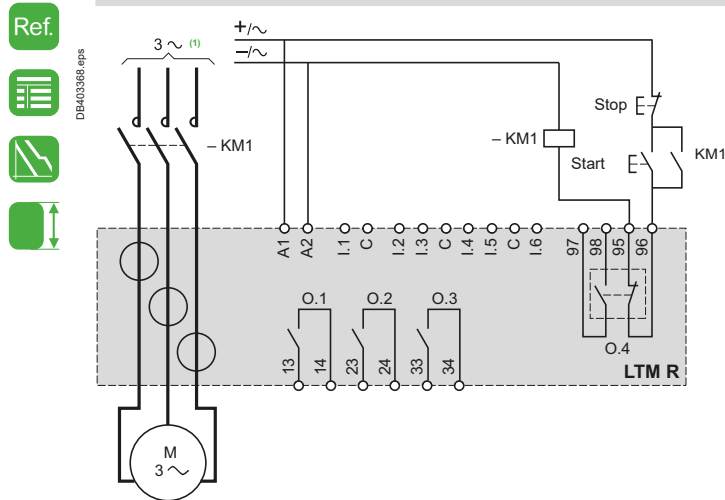 Ref.
DB403368.eps
3 ∼ (1)
+/∼
−/∼
– KM1
– KM1
Stop
Start
KM1
A1 A2 I.1 C I.2 I.3 C I.4 I.5 C I.6 97 98 95 96
O.1 O.2 O.3
O.4
13 14 23 24 33 34
LTM R
M
3 ∼